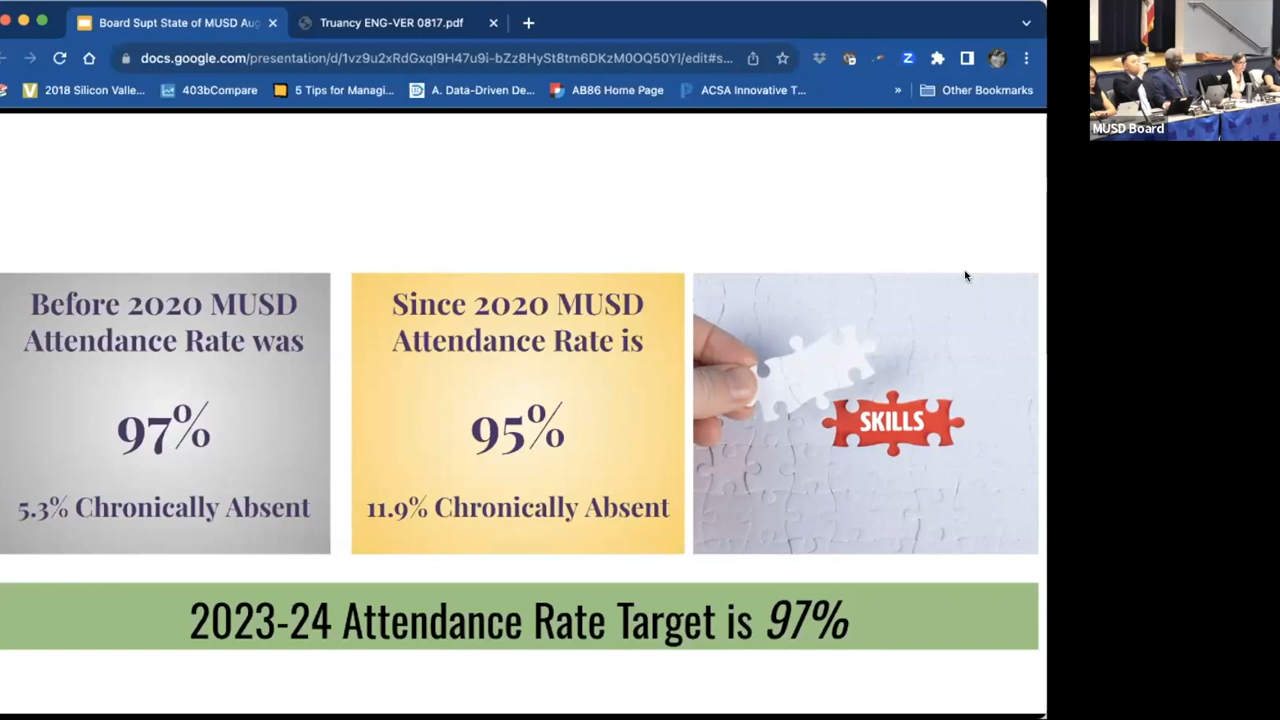 Board Supt State of MUSD Aug
Truancy ENG-VER 0817.pdf
docs.google.com/presentation/d/1vz9u2xRdGxqI9H47u9i-bZz8HySt8tm6DKzM0OQ50YI/edit#s...
2018 Silicon Valle...
403bCompare
5 Tips for Managi...
A. Data-Driven De...
AB86 Home Page
ACSA Innovative T...
»
Other Bookmarks
MUSD Board
Before 2020 MUSD
Attendance Rate was
97%
5.3% Chronically Absent
Since 2020 MUSD
Attendance Rate is
95%
11.9% Chronically Absent
SKILLS
2023-24 Attendance Rate Target is 97%